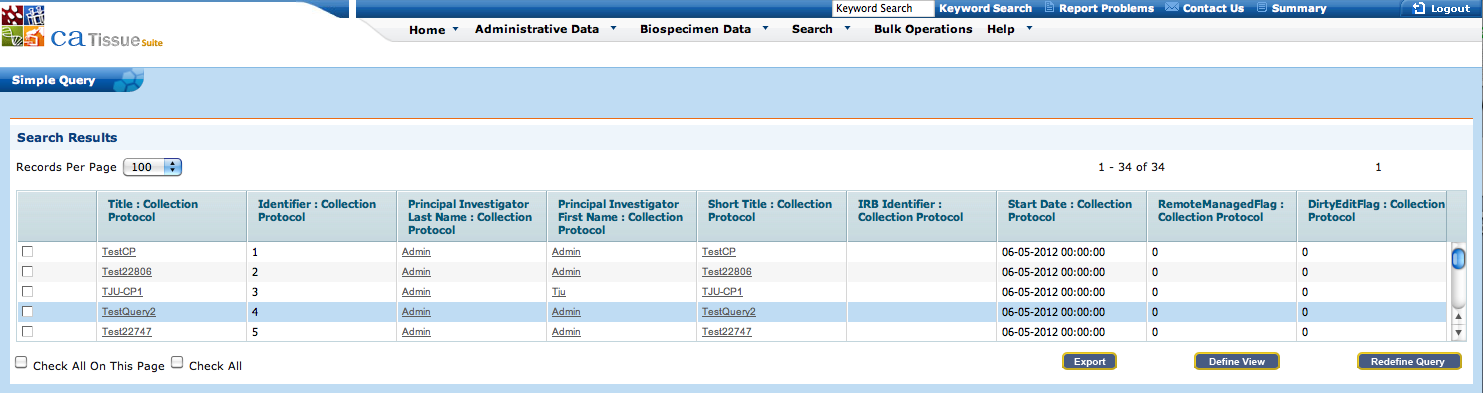 Keyword Search Keyword Search Report Problems Contact Us Summary Logout
ca Tissue Suite
Home Administrative Data Biospecimen Data Search Bulk Operations Help
Simple Query
Search Results
Records Per Page 100 1 - 34 of 34 1
Title : Collection Protocol Identifier : Collection Protocol Principal Investigator Last Name : Collection Protocol Principal Investigator First Name : Collection Protocol Short Title : Collection Protocol IRB Identifier : Collection Protocol Start Date : Collection Protocol RemoteManagedFlag : Collection Protocol DirtyEditFlag : Collection Protocol
TestCP 1 Admin Admin TestCP 06-05-2012 00:00:00 0 0
Test22806 2 Admin Admin Test22806 06-05-2012 00:00:00 0 0
TJU-CP1 3 Admin Tju TJU-CP1 06-05-2012 00:00:00 0 0
TestQuery2 4 Admin Admin TestQuery2 06-05-2012 00:00:00 0 0
Test22747 5 Admin Admin Test22747 06-05-2012 00:00:00 0 0
Check All On This Page Check All Export Define View Redefine Query